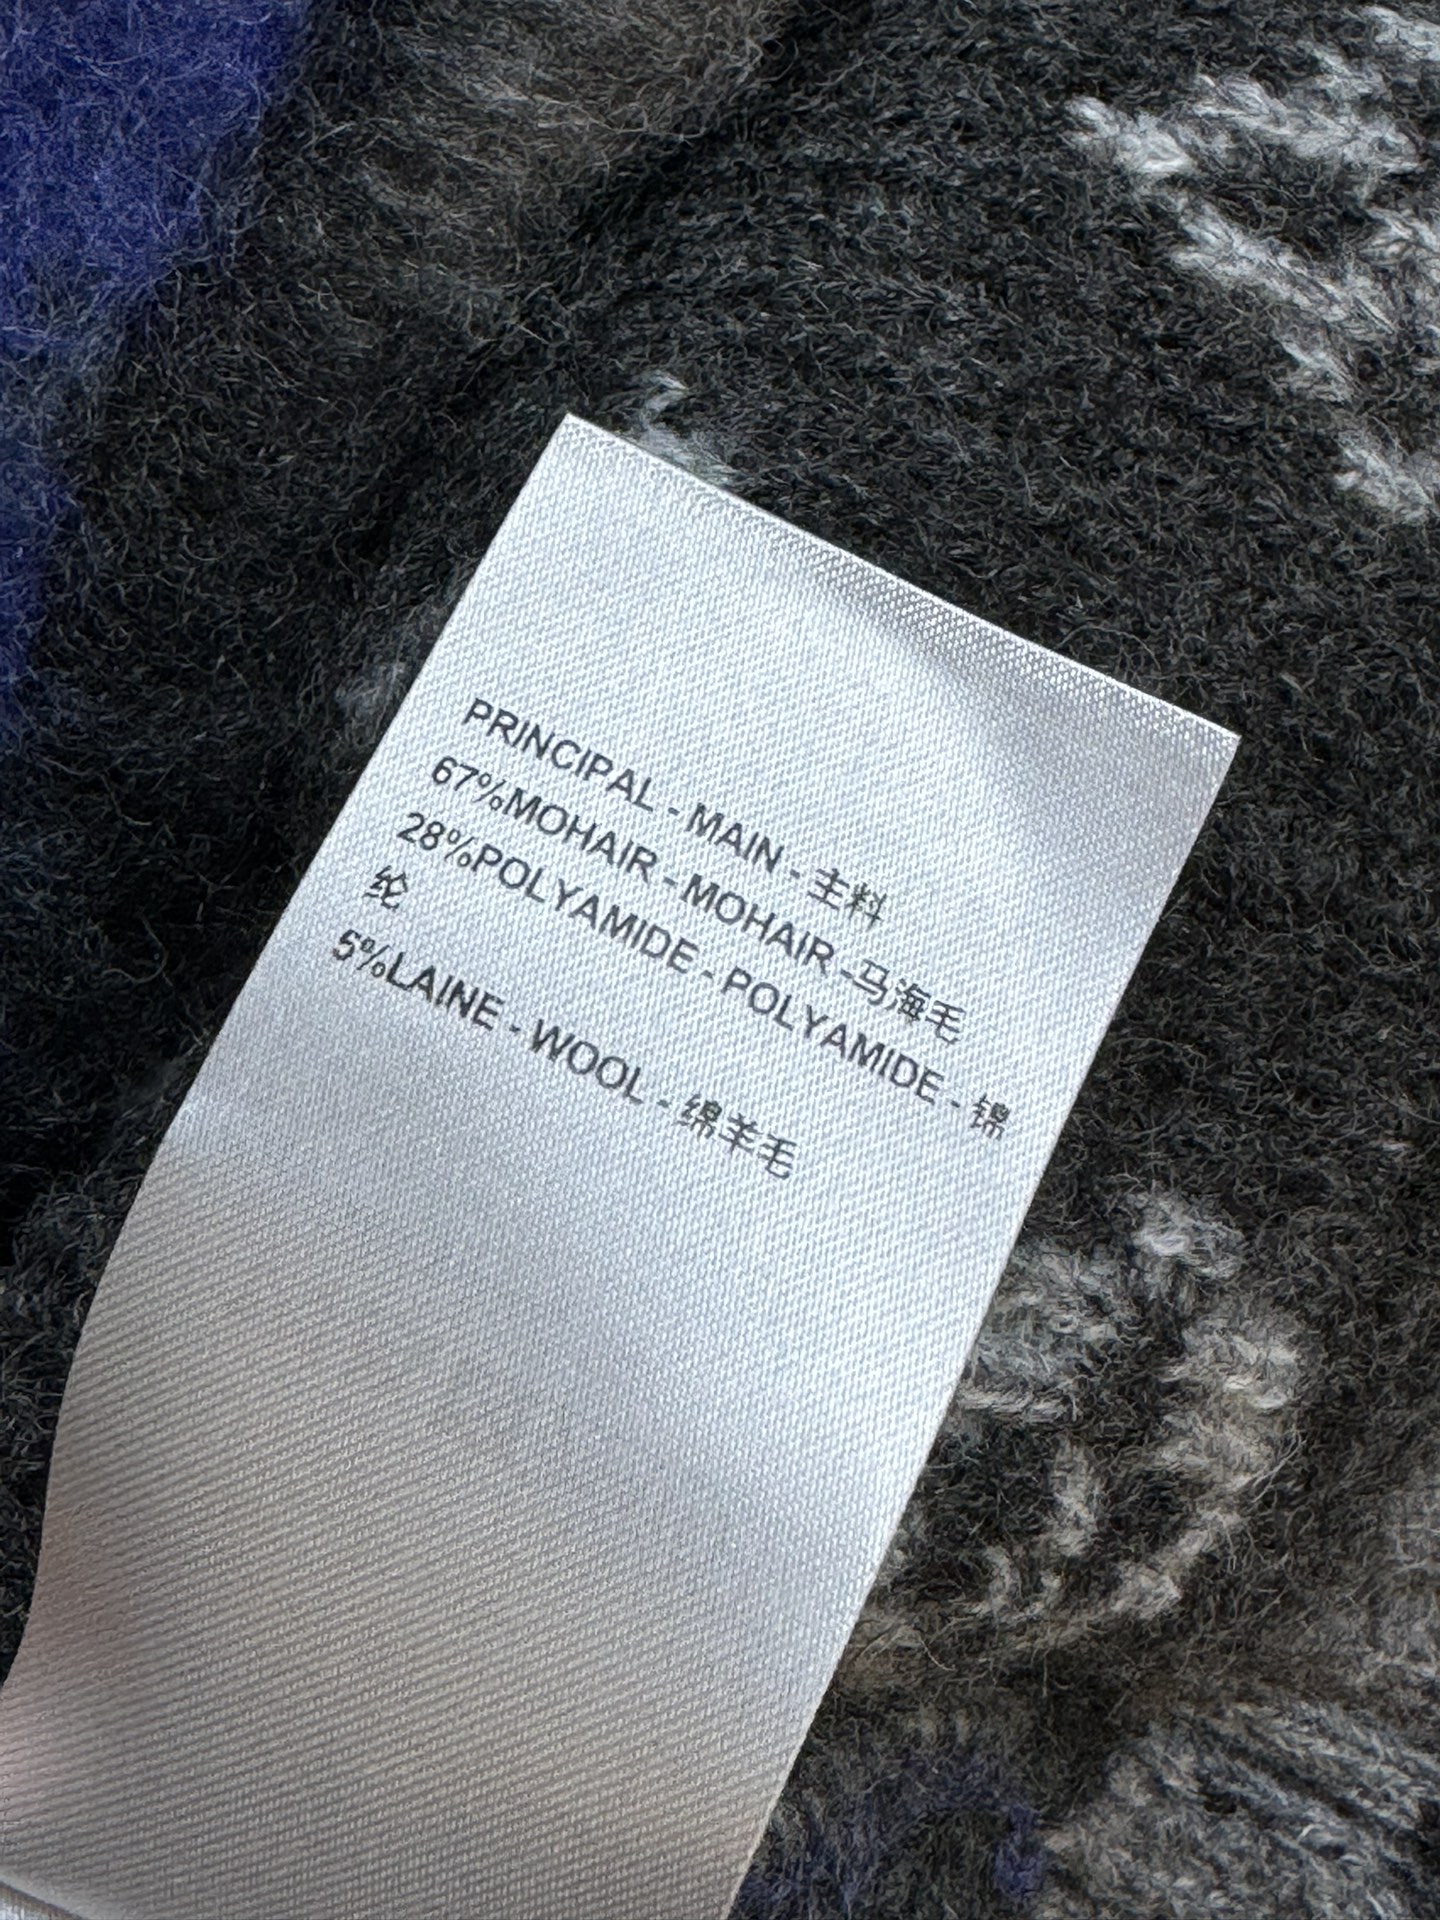 PRINCIPAL - MAIN - 主料
67%MOHAIR - MOHAIR -马海毛
28%POLYAMIDE - POLYAMIDE - 锦
纶
5%LAINE - WOOL - 绵羊毛